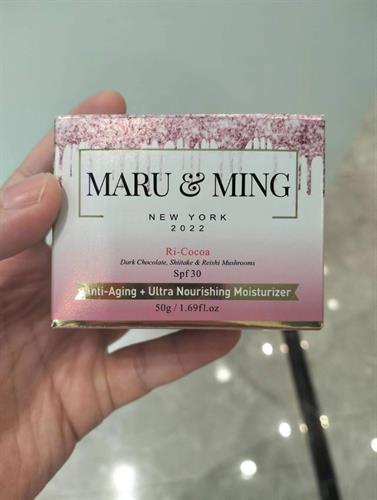 MARU & MING
NEW YORK
2022
Ri-Cocoa
Dark Chocolate, Shiitake & Reishi Mushrooms
Spf 30
Anti-Aging + Ultra Nourishing Moisturizer
50g / 1.69fl.oz